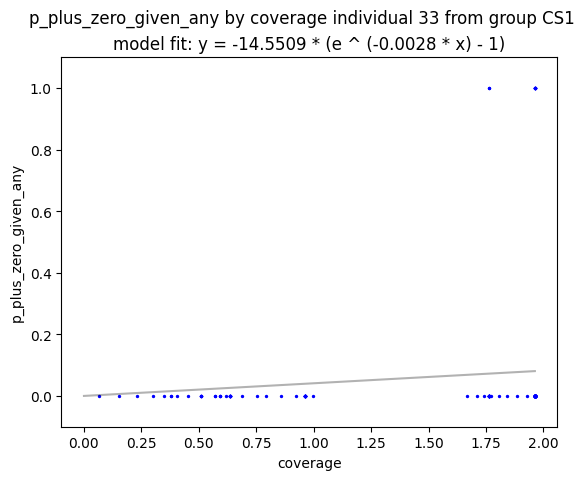 p_plus_zero_given_any by coverage individual 33 from group CS1
model fit: y = -14.5509 * (e ^ (-0.0028 * x) - 1)
1.0
0.8
0.6
0.4
0.2
0.0
p_plus_zero_given_any
0.00 0.25 0.50 0.75 1.00 1.25 1.50 1.75 2.00
coverage